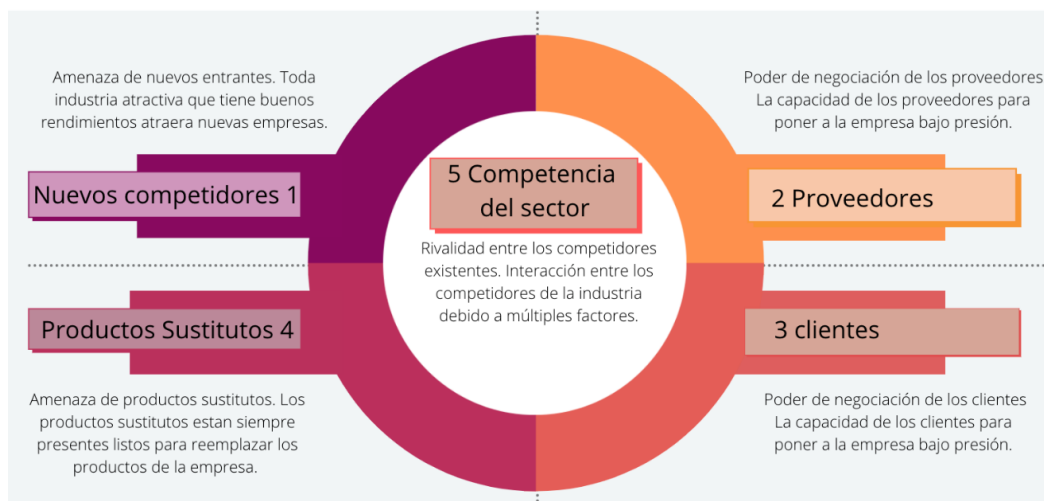 Amenaza de nuevos entrantes. Toda
industria atractiva que tiene buenos
rendimientos atraera nuevas empresas.
Nuevos competidores 1
Poder de negociación de los proveedores
La capacidad de los proveedores para
poner a la empresa bajo presión.
2 Proveedores
5 Competencia
del sector
Rivalidad entre los competidores
existentes. Interacción entre los
competidores de la industria
debido a múltiples factores.
3 clientes
Poder de negociación de los clientes
La capacidad de los clientes para
poner a la empresa bajo presión.
Productos Sustitutos 4
Amenaza de productos sustitutos. Los
productos sustitutos estan siempre
presentes listos para reemplazar los
productos de la empresa.